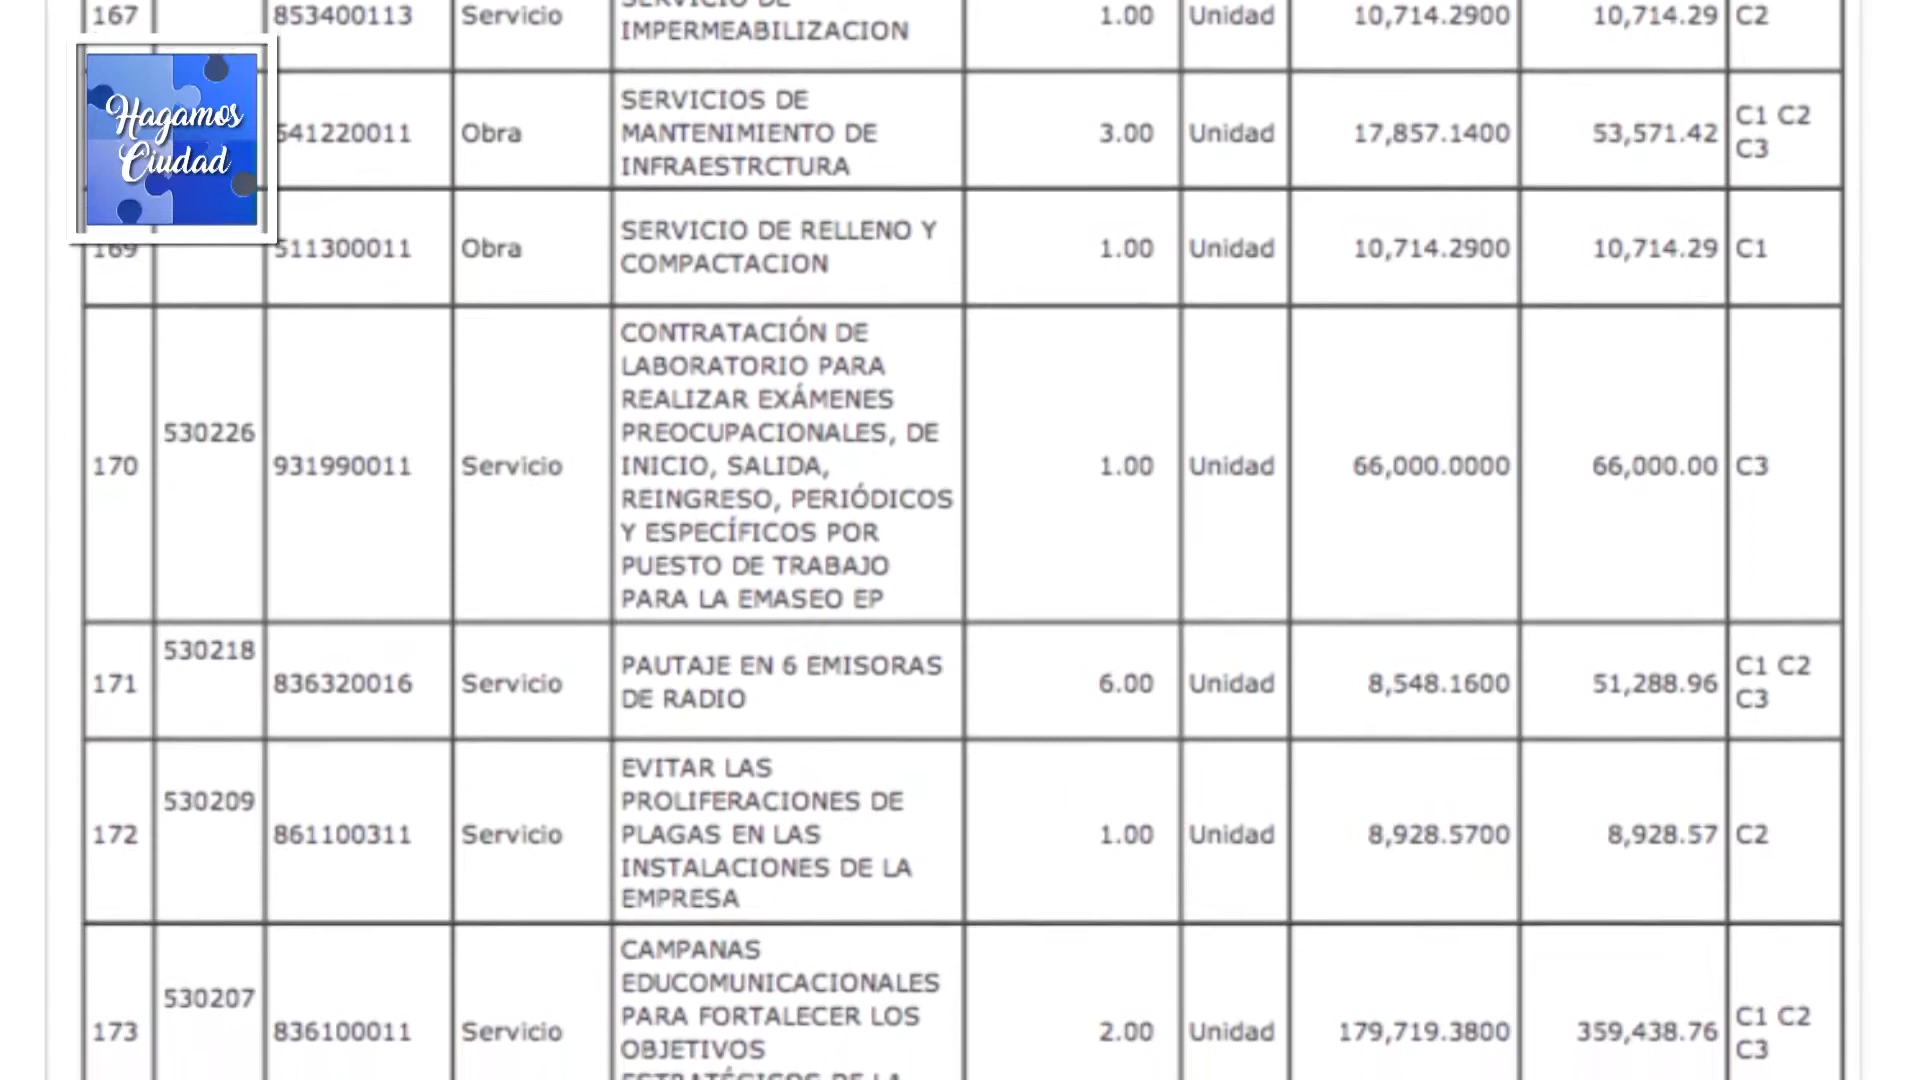 167 853400113 Servicio SERVICIO DE 1.00 Unidad 10,714.2900 10,714.29 C2
IMPERMEABILIZACION
Hagamos
Ciudad
541220011 Obra SERVICIOS DE 3.00 Unidad 17,857.1400 53,571.42 C1 C2
MANTENIMIENTO DE C3
INFRAESTRCTURA
169 511300011 Obra SERVICIO DE RELLENO Y 1.00 Unidad 10,714.2900 10,714.29 C1
COMPACTACION
170 530226 931990011 Servicio CONTRATACIÓN DE 1.00 Unidad 66,000.0000 66,000.00 C3
LABORATORIO PARA
REALIZAR EXÁMENES
PREOCUPACIONALES, DE
INICIO, SALIDA,
REINGRESO, PERIÓDICOS
Y ESPECÍFICOS POR
PUESTO DE TRABAJO
PARA LA EMASEO EP
171 530218 836320016 Servicio PAUTAJE EN 6 EMISORAS 6.00 Unidad 8,548.1600 51,288.96 C1 C2
DE RADIO C3
172 530209 861100311 Servicio EVITAR LAS 1.00 Unidad 8,928.5700 8,928.57 C2
PROLIFERACIONES DE
PLAGAS EN LAS
INSTALACIONES DE LA
EMPRESA
173 530207 836100011 Servicio CAMPANAS 2.00 Unidad 179,719.3800 359,438.76 C1 C2
EDUCOMUNICACIONALES C3
PARA FORTALECER LOS
OBJETIVOS
ESTRATÉGICOS DE LA